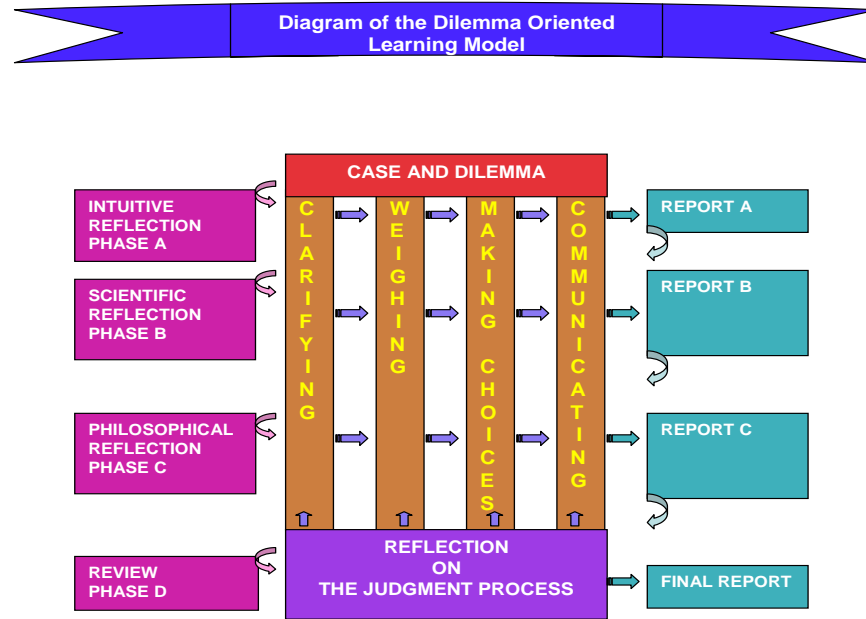 Diagram of the Dilemma Oriented
Learning Model
CASE AND DILEMMA
INTUITIVE
REFLECTION
PHASE A
SCIENTIFIC
REFLECTION
PHASE B
PHILOSOPHICAL
REFLECTION
PHASE C
REVIEW
PHASE D
CLARIFYING
WEIGHING
MAKING CHOICES
COMMUNICATING
REPORT A
REPORT B
REPORT C
REFLECTION
ON
THE JUDGMENT PROCESS
FINAL REPORT